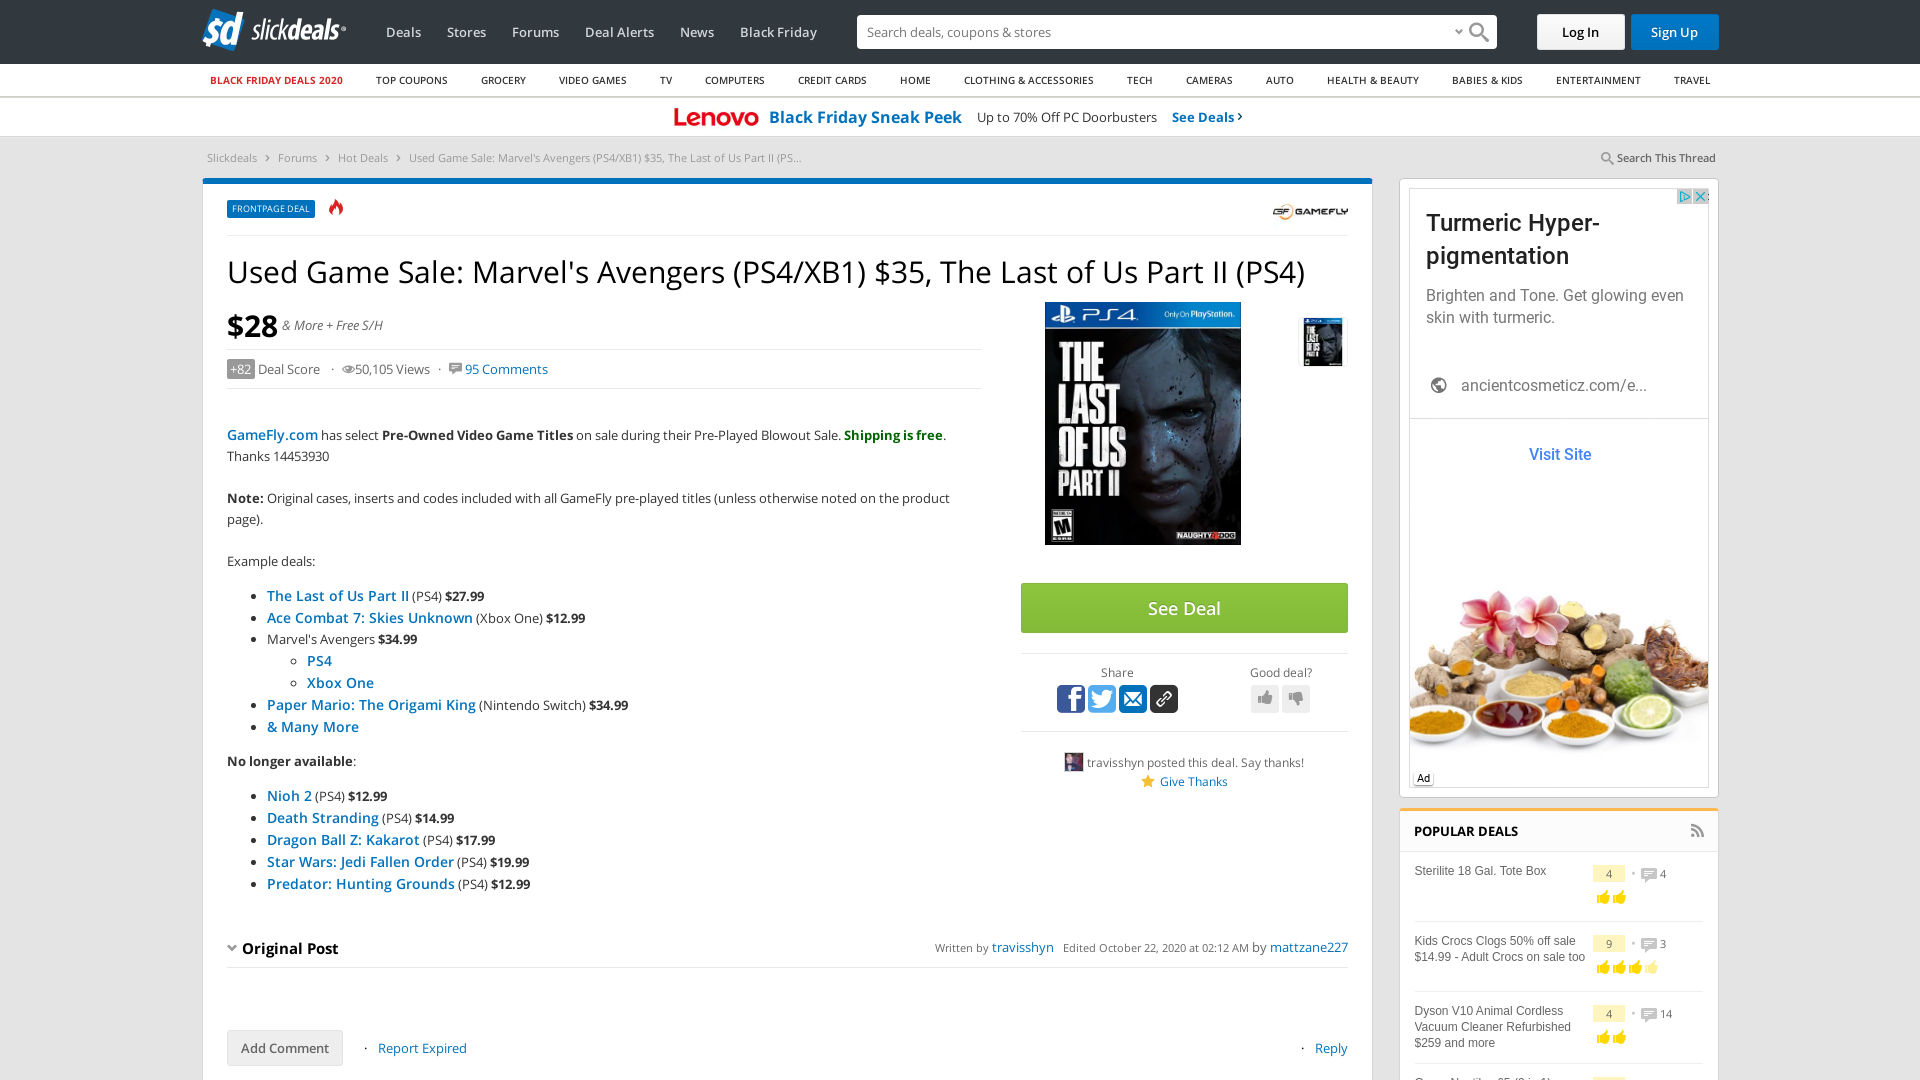 sd slickdeals
Deals
Stores
Forums
Deal Alerts
News
Black Friday
Search deals, coupons & stores
Log In
Sign Up
BLACK FRIDAY DEALS 2020
TOP COUPONS
GROCERY
VIDEO GAMES
TV
COMPUTERS
CREDIT CARDS
HOME
CLOTHING & ACCESSORIES
TECH
CAMERAS
AUTO
HEALTH & BEAUTY
BABIES & KIDS
ENTERTAINMENT
TRAVEL
Lenovo Black Friday Sneak Peek Up to 70% Off PC Doorbusters See Deals ›
Slickdeals › Forums › Hot Deals › Used Game Sale: Marvel's Avengers (PS4/XB1) $35, The Last of Us Part II (PS...
Search This Thread
FRONTPAGE DEAL
GF GAMEFLY
Used Game Sale: Marvel's Avengers (PS4/XB1) $35, The Last of Us Part II (PS4)
$28 & More + Free S/H
+82 Deal Score · 50,105 Views · 95 Comments
GameFly.com has select Pre-Owned Video Game Titles on sale during their Pre-Played Blowout Sale. Shipping is free.
Thanks 14453930
Note: Original cases, inserts and codes included with all GameFly pre-played titles (unless otherwise noted on the product
page).
Example deals:
• The Last of Us Part II (PS4) $27.99
• Ace Combat 7: Skies Unknown (Xbox One) $12.99
• Marvel's Avengers $34.99
◦ PS4
◦ Xbox One
• Paper Mario: The Origami King (Nintendo Switch) $34.99
• & Many More
No longer available:
• Nioh 2 (PS4) $12.99
• Death Stranding (PS4) $14.99
• Dragon Ball Z: Kakarot (PS4) $17.99
• Star Wars: Jedi Fallen Order (PS4) $19.99
• Predator: Hunting Grounds (PS4) $12.99
PS4 Only On PlayStation.
THE
LAST
OF US
PART II
M
NAUGHTY DOG
See Deal
Share
Good deal?
travisshyn posted this deal. Say thanks!
Give Thanks
Original Post
Written by travisshyn Edited October 22, 2020 at 02:12 AM by mattzane227
Add Comment · Report Expired
· Reply
Turmeric Hyper-
pigmentation
Brighten and Tone. Get glowing even
skin with turmeric.
ancientcosmeticz.com/e...
Visit Site
Ad
POPULAR DEALS
Sterilite 18 Gal. Tote Box
4 • 4
Kids Crocs Clogs 50% off sale
$14.99 - Adult Crocs on sale too
9 • 3
Dyson V10 Animal Cordless
Vacuum Cleaner Refurbished
$259 and more
4 • 14